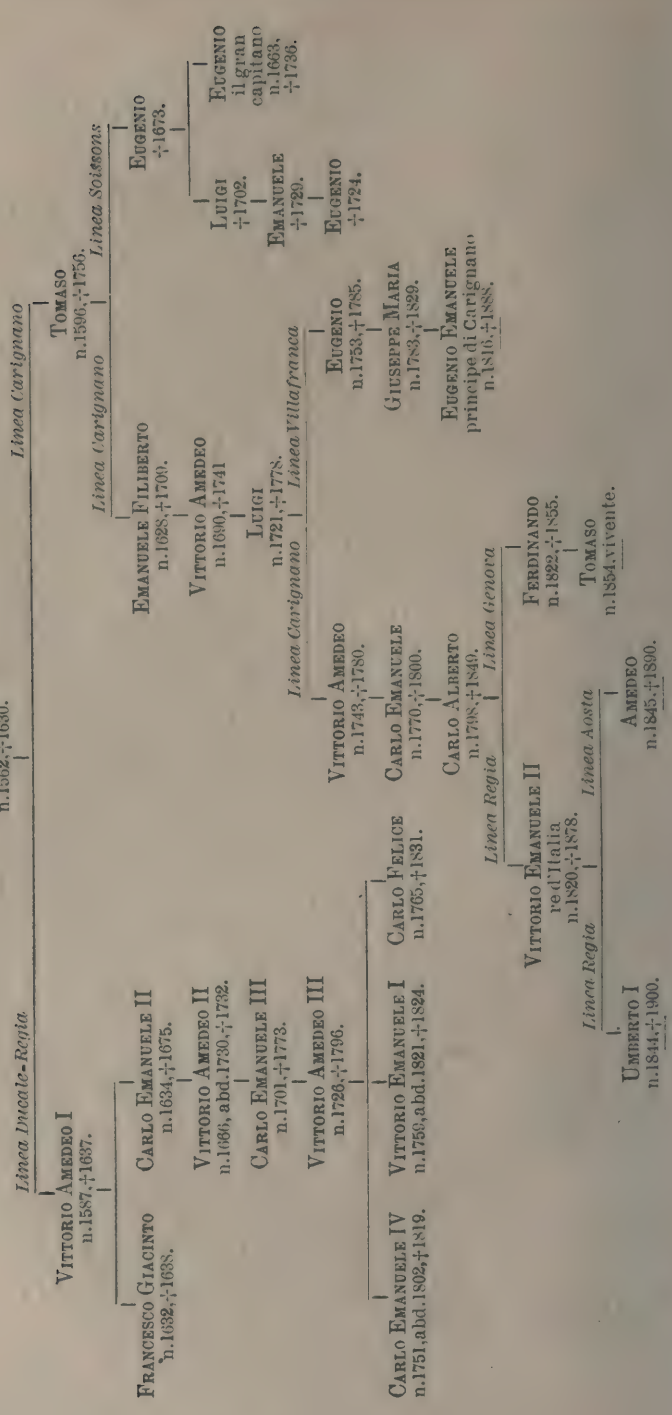 n.1562,†1630.
Linea Ducale-Regia
Linea Carignano
VITTORIO AMEDEO I
n.1587,†1637.
TOMASO
n.1596,†1756.
Linea Carignano
Linea Soissons
FRANCESCO GIACINTO
n.1632,†1638.
CARLO EMANUELE II
n.1634,†1675.
EMANUELE FILIBERTO
n.1628,†1709.
EUGENIO
†1673.
VITTORIO AMEDEO II
n.1666, abd.1730,†1732.
VITTORIO AMEDEO
n.1690,†1741
LUIGI
†1702.
EUGENIO
il gran
capitano
n.1663,
†1736.
CARLO EMANUELE III
n.1701,†1773.
LUIGI
n.1721,†1778.
EMANUELE
†1729.
VITTORIO AMEDEO III
n.1726,†1796.
Linea Carignano
Linea Villafranca
EUGENIO
†1724.
CARLO EMANUELE IV
n.1751,abd.1802,†1819.
VITTORIO EMANUELE I
n.1759,abd.1821,†1824.
CARLO FELICE
n.1765,†1831.
VITTORIO AMEDEO
n.1743,†1780.
EUGENIO
n.1753,†1785.
CARLO EMANUELE
n.1770,†1800.
GIUSEPPE MARIA
n.1783,†1829.
CARLO ALBERTO
n.1798,†1849.
EUGENIO EMANUELE
principe di Carignano
n.1816,†1888.
Linea Regia
Linea Genova
VITTORIO EMANUELE II
re d'Italia
n.1820,†1878.
FERDINANDO
n.1822,†1855.
Linea Regia
Linea Aosta
TOMASO
n.1854.vivente.
UMBERTO I
n.1844,†1900.
AMEDEO
n.1845,†1890.